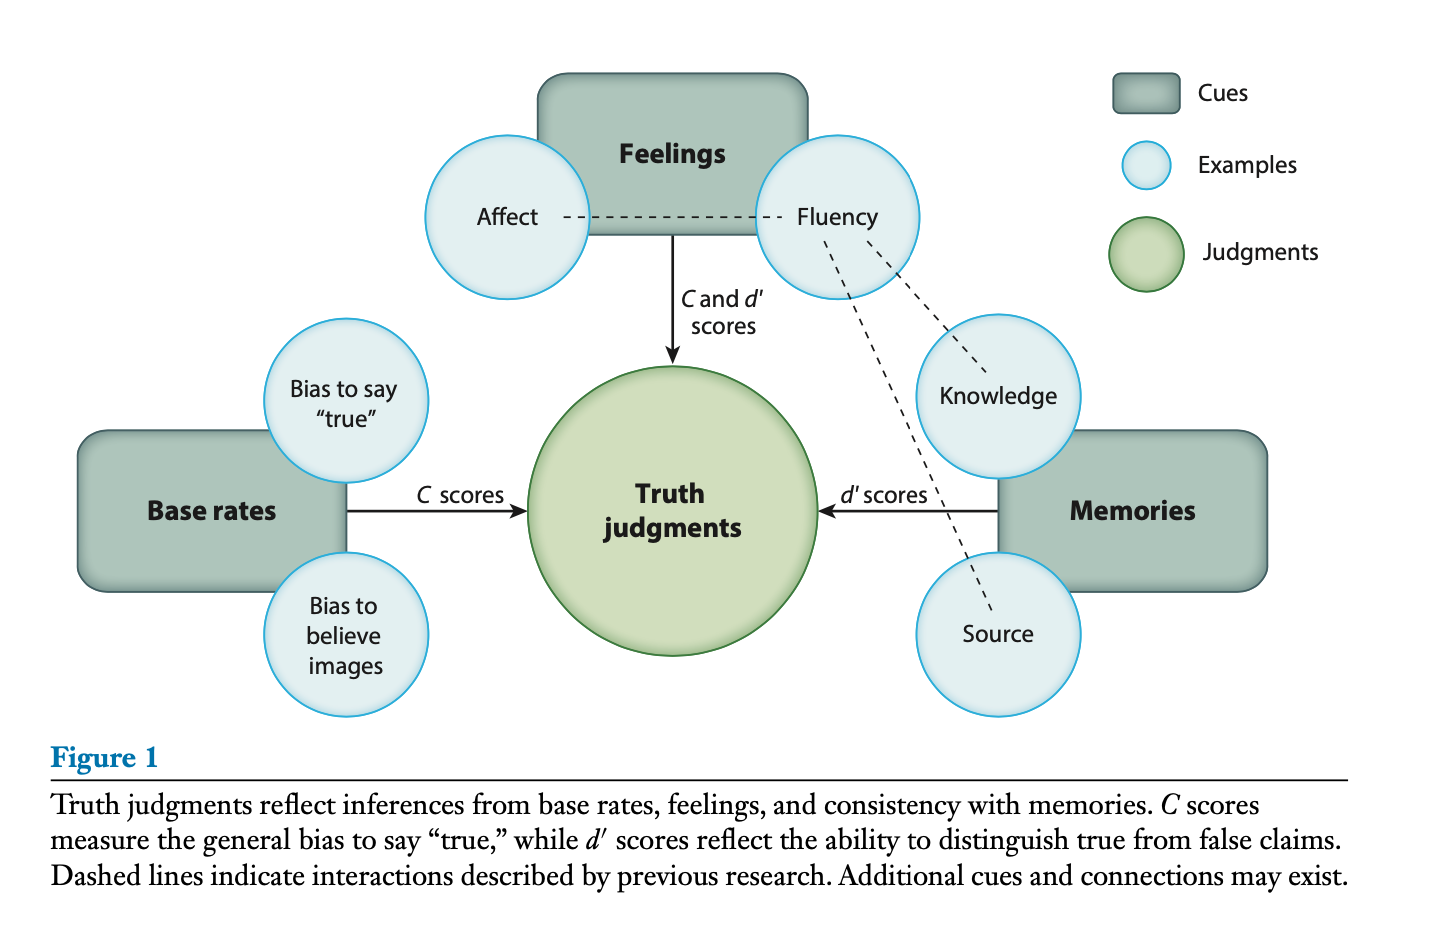 Feelings
Affect
Fluency
C and d′
scores
Cues
Examples
Judgments
Bias to say
“true”
Base rates
Bias to
believe
images
C scores
Truth
judgments
d′ scores
Knowledge
Memories
Source
Figure 1
Truth judgments reflect inferences from base rates, feelings, and consistency with memories. C scores
measure the general bias to say “true,” while d′ scores reflect the ability to distinguish true from false claims.
Dashed lines indicate interactions described by previous research. Additional cues and connections may exist.